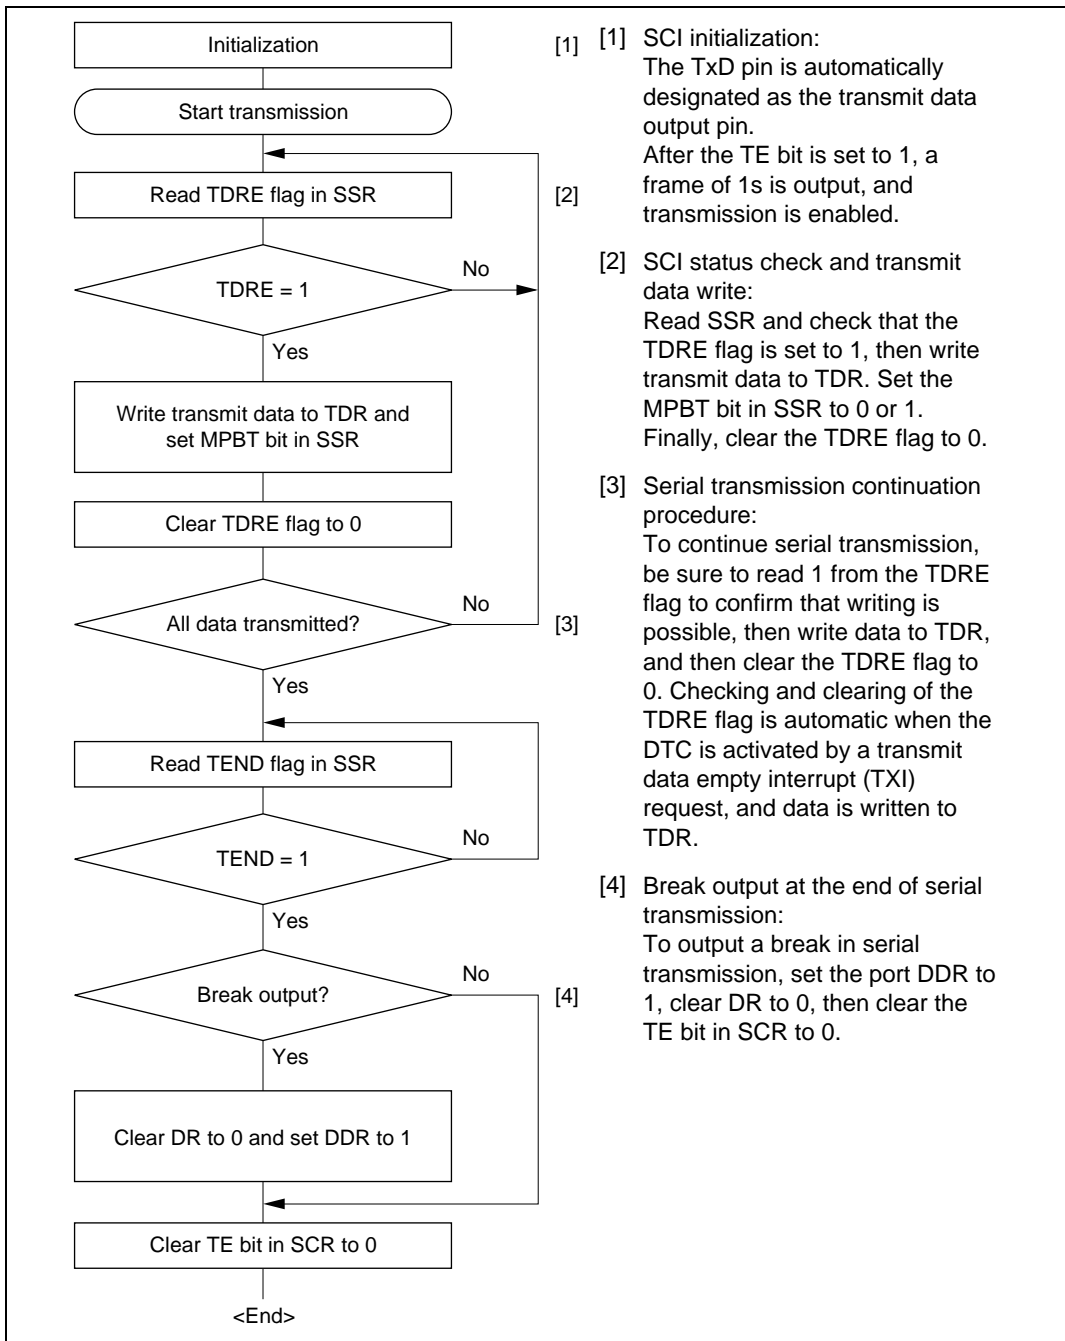 Initialization
[1]
Start transmission
Read TDRE flag in SSR
[2]
TDRE = 1
No
Yes
Write transmit data to TDR and
set MPBT bit in SSR
Clear TDRE flag to 0
All data transmitted?
No
[3]
Yes
Read TEND flag in SSR
TEND = 1
No
Yes
Break output?
No
[4]
Yes
Clear DR to 0 and set DDR to 1
Clear TE bit in SCR to 0
<End>
[1] SCI initialization:
The TxD pin is automatically
designated as the transmit data
output pin.
After the TE bit is set to 1, a
frame of 1s is output, and
transmission is enabled.
[2] SCI status check and transmit
data write:
Read SSR and check that the
TDRE flag is set to 1, then write
transmit data to TDR. Set the
MPBT bit in SSR to 0 or 1.
Finally, clear the TDRE flag to 0.
[3] Serial transmission continuation
procedure:
To continue serial transmission,
be sure to read 1 from the TDRE
flag to confirm that writing is
possible, then write data to TDR,
and then clear the TDRE flag to
0. Checking and clearing of the
TDRE flag is automatic when the
DTC is activated by a transmit
data empty interrupt (TXI)
request, and data is written to
TDR.
[4] Break output at the end of serial
transmission:
To output a break in serial
transmission, set the port DDR to
1, clear DR to 0, then clear the
TE bit in SCR to 0.